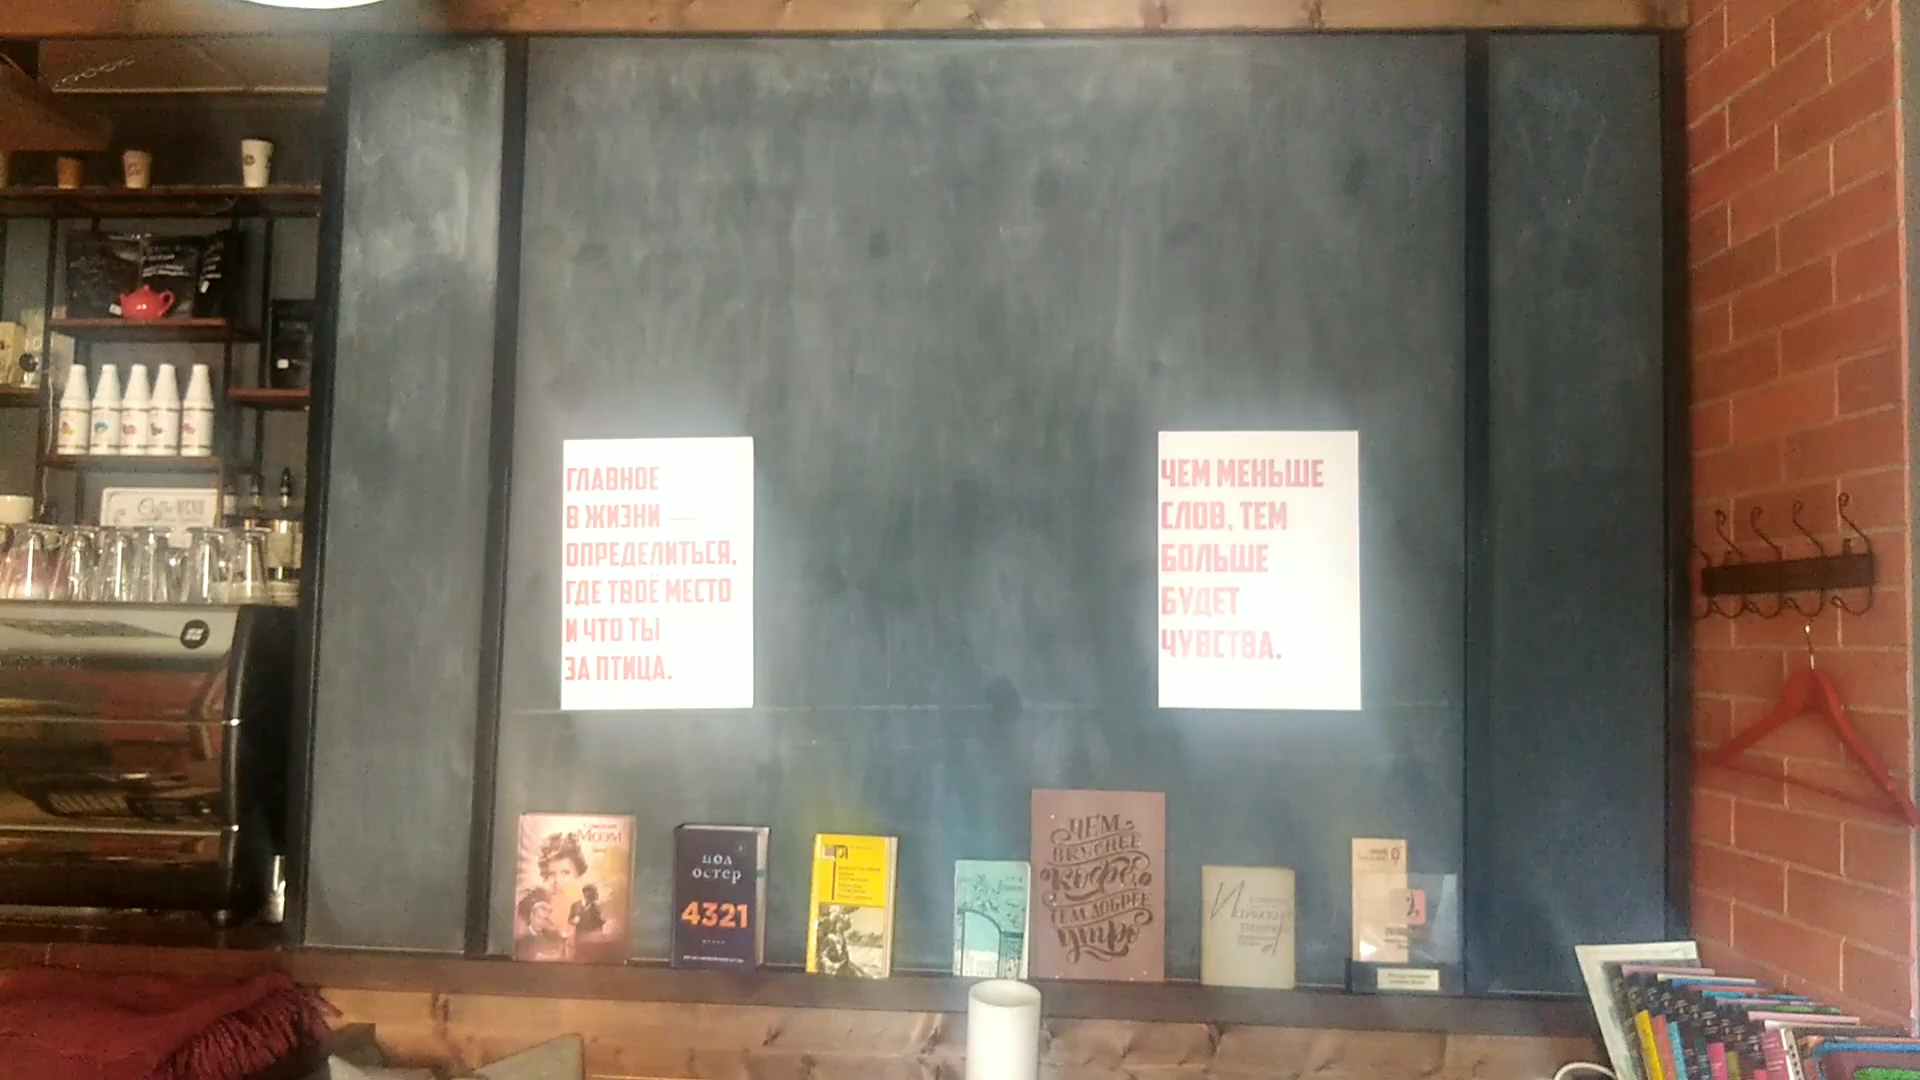 ГЛАВНОЕ
В ЖИЗНИ —
ОПРЕДЕЛИТЬСЯ,
ГДЕ ТВОЁ МЕСТО
И ЧТО ТЫ
ЗА ПТИЦА.
ЧЕМ МЕНЬШЕ
СЛОВ, ТЕМ
БОЛЬШЕ
БУДЕТ
ЧУВСТВА.
МОЭМ
пол
остер
4321
ЧЕМ
ВКУСНЕЕ
кофе,
ТЕМ ДОБРЕЕ
утро